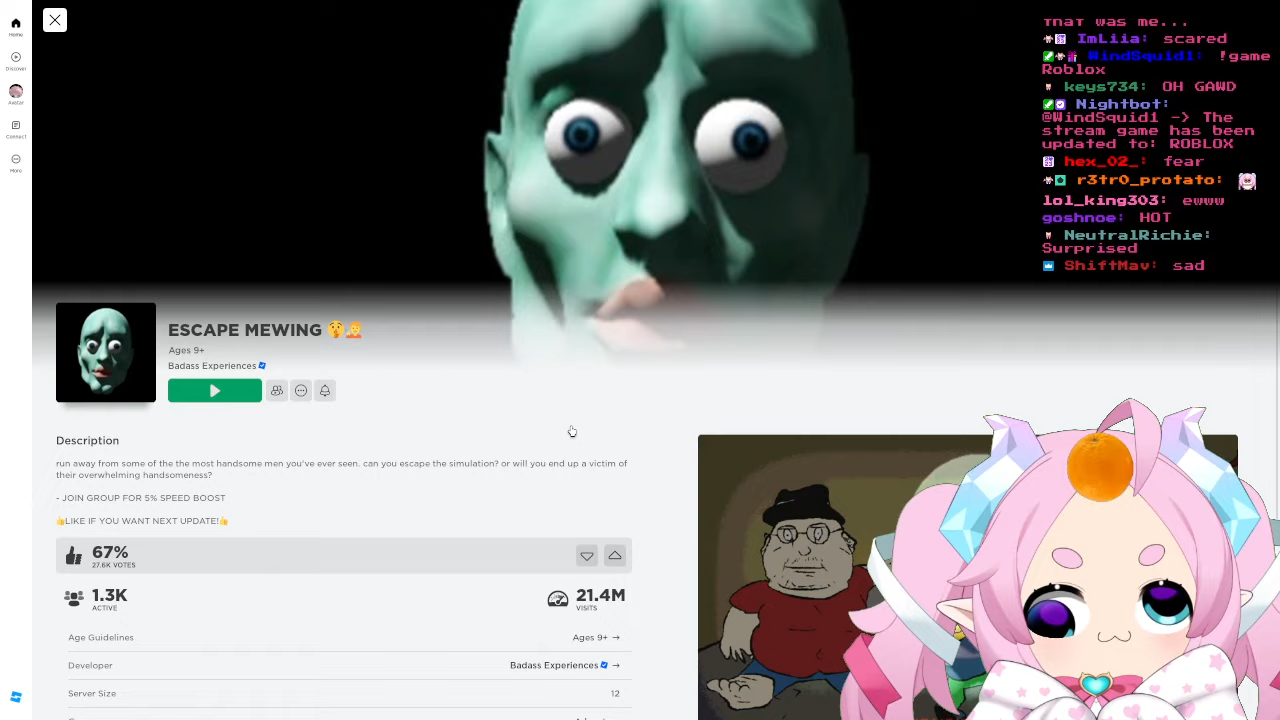 Home
Discover
Avatar
Connect
More
ESCAPE MEWING 🤫🙎
Ages 9+
Badass Experiences
Description
run away from some of the the most handsome men you've ever seen. can you escape the simulation? or will you end up a victim of
their overwhelming handsomeness?
- JOIN GROUP FOR 5% SPEED BOOST
👍LIKE IF YOU WANT NEXT UPDATE!👍
67%
27.6K VOTES
1.3K
ACTIVE
21.4M
VISITS
Age Guidelines
Ages 9+ →
Developer
Badass Experiences →
Server Size
12
That was me...
ImLiia: scared
WindSquid1: !game
Roblox
keys734: OH GAWD
Nightbot:
@WindSquid1 -> The
stream game has been
updated to: ROBLOX
hex_02_: fear
r3tr0_protato:
lol_king303: ewww
goshnoe: HOT
NeutralRichie:
Surprised
ShiftMav: sad